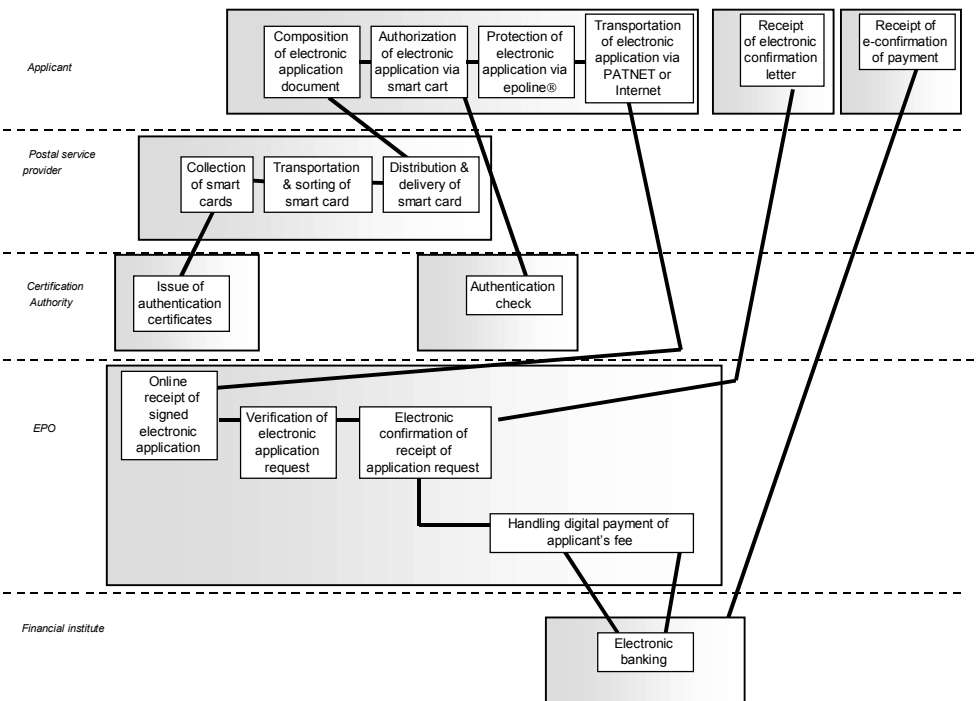 Applicant
Composition
of electronic
application
document
Authorization
of electronic
application via
smart cart
Protection of
electronic
application via
epoline®
Transportation
of electronic
application via
PATNET or
Internet
Receipt
of electronic
confirmation
letter
Receipt of
e-confirmation
of payment
Postal service
provider
Collection
of smart
cards
Transportation
& sorting of
smart card
Distribution &
delivery of
smart card
Certification
Authority
Issue of
authentication
certificates
Authentication
check
EPO
Online
receipt of
signed
electronic
application
Verification of
electronic
application
request
Electronic
confirmation of
receipt of
application request
Handling digital payment of
applicant's fee
Financial institute
Electronic
banking